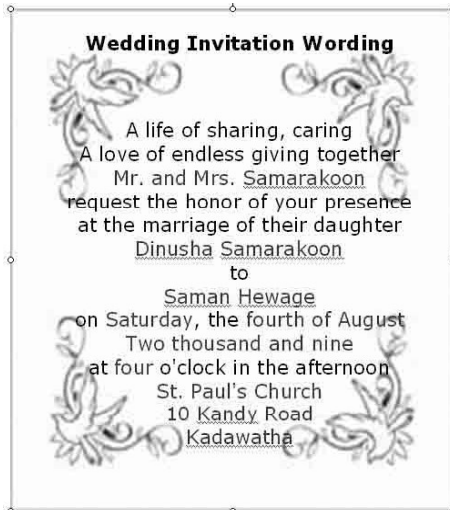 Wedding Invitation Wording
A life of sharing, caring
A love of endless giving together
Mr. and Mrs. Samarakoon
request the honor of your presence
at the marriage of their daughter
Dinusha Samarakoon
to
Saman Hewage
on Saturday, the fourth of August
Two thousand and nine
at four o'clock in the afternoon
St. Paul's Church
10 Kandy Road
Kadawatha